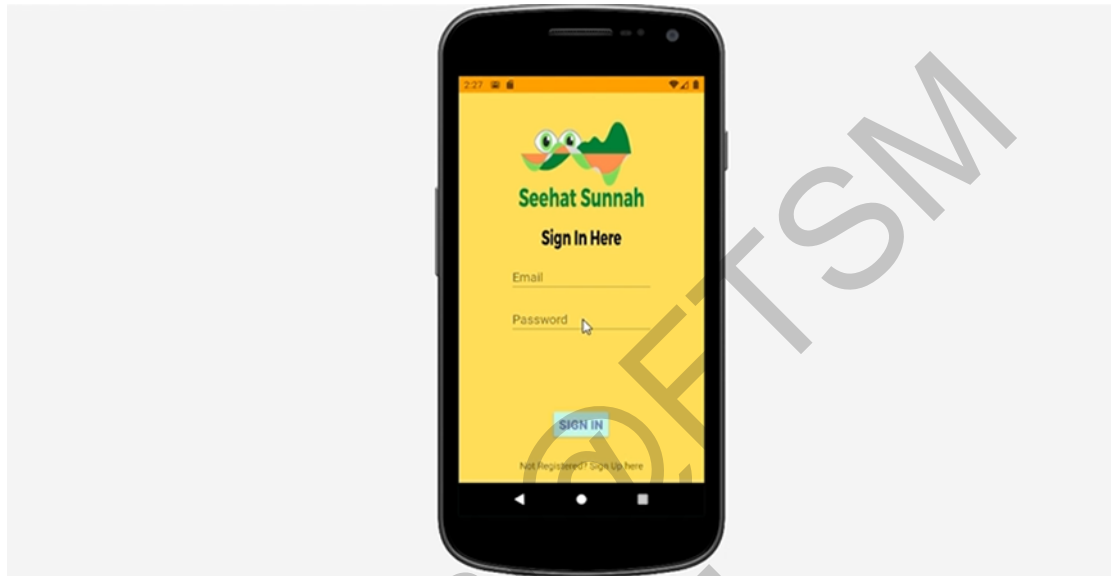 2:27
Seehat Sunnah
Sign In Here
Email
Password
SIGN IN
Not Registered? Sign Up here
@FTSM